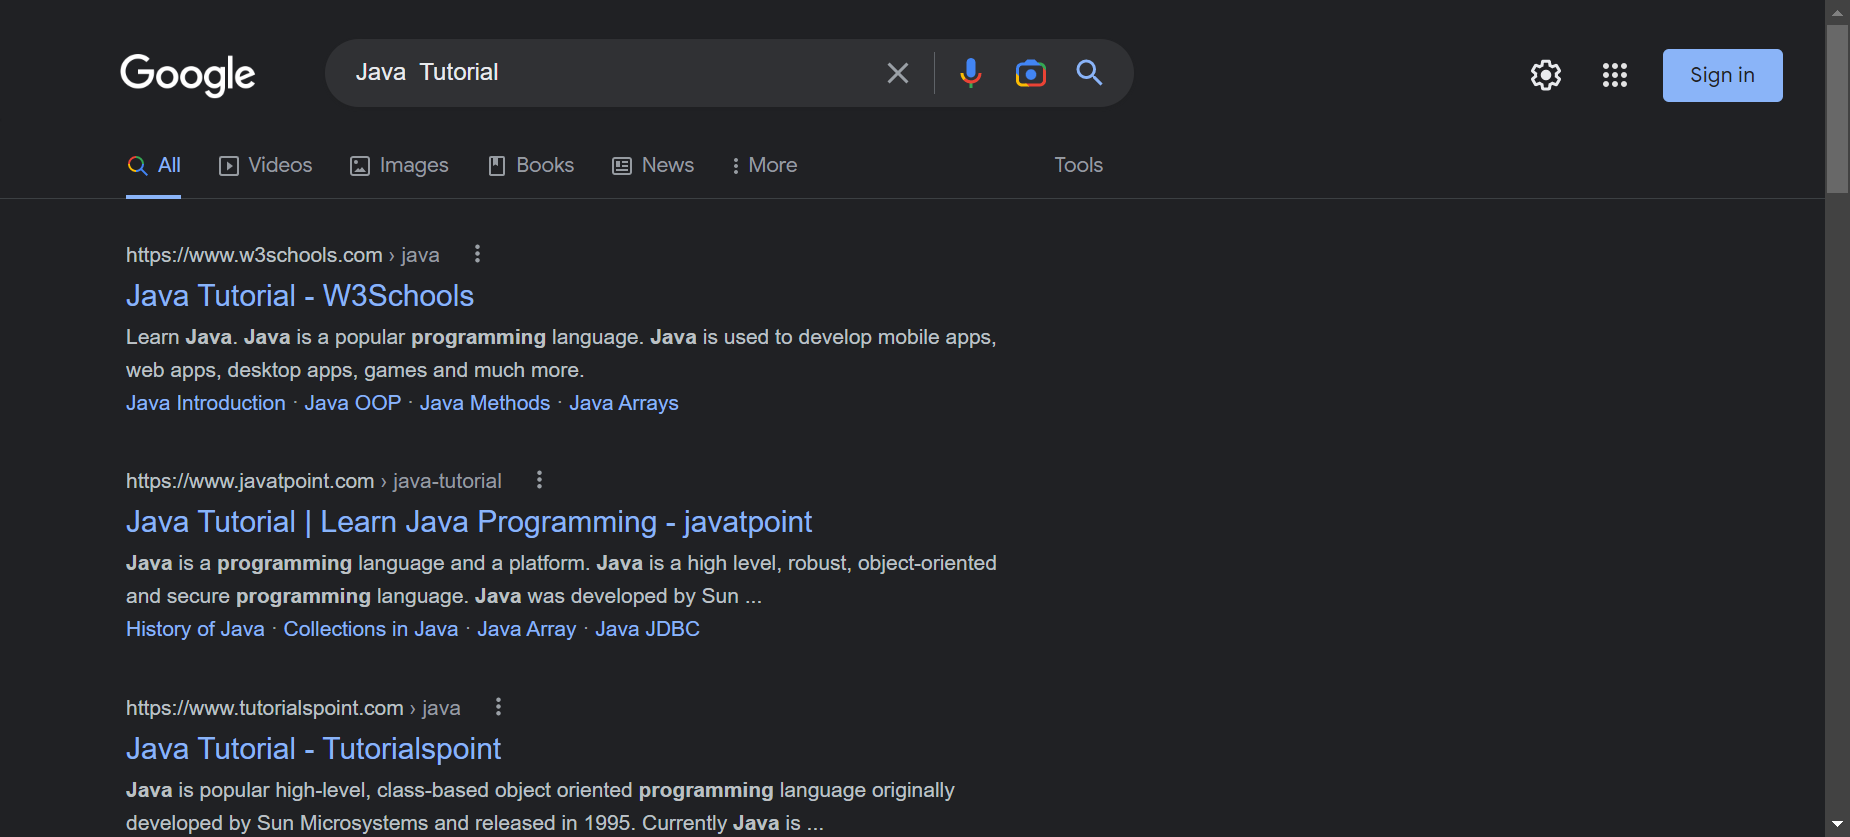 Google
Java  Tutorial
Sign in
All Videos Images Books News More Tools
https://www.w3schools.com › java
Java Tutorial - W3Schools
Learn Java. Java is a popular programming language. Java is used to develop mobile apps,
web apps, desktop apps, games and much more.
Java Introduction · Java OOP · Java Methods · Java Arrays
https://www.javatpoint.com › java-tutorial
Java Tutorial | Learn Java Programming - javatpoint
Java is a programming language and a platform. Java is a high level, robust, object-oriented
and secure programming language. Java was developed by Sun ...
History of Java · Collections in Java · Java Array · Java JDBC
https://www.tutorialspoint.com › java
Java Tutorial - Tutorialspoint
Java is popular high-level, class-based object oriented programming language originally
developed by Sun Microsystems and released in 1995. Currently Java is ...